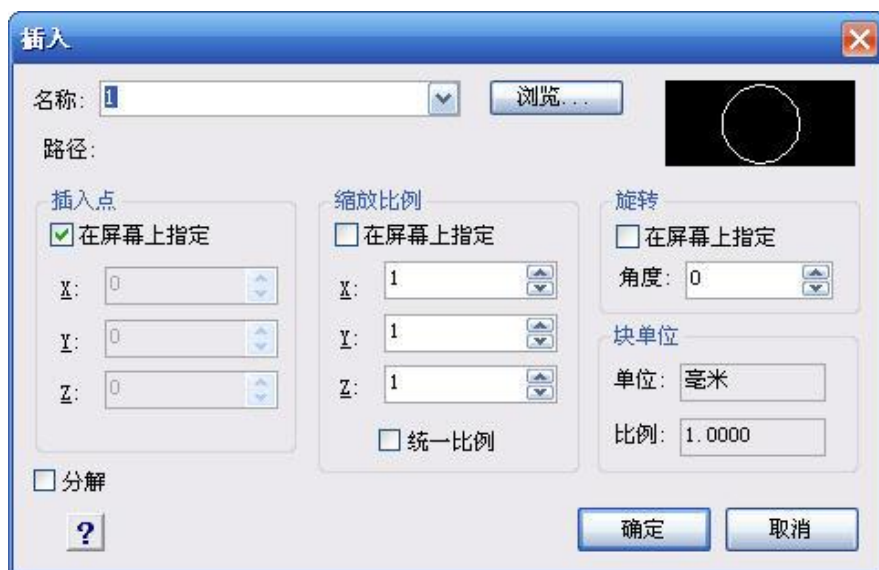 插入
名称: 1 浏览...
路径:
插入点 缩放比例 旋转
在屏幕上指定 在屏幕上指定 在屏幕上指定
X: 0 X: 1 角度: 0
Y: 0 Y: 1 块单位
Z: 0 Z: 1 单位: 毫米
统一比例 比例: 1.0000
分解
? 确定 取消